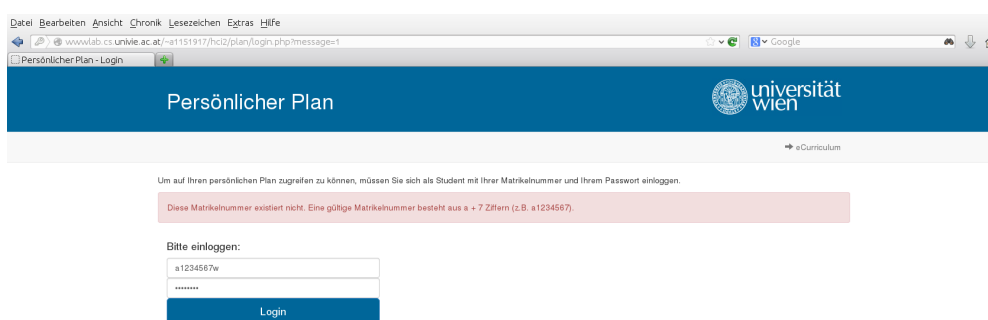 Datei Bearbeiten Ansicht Chronik Lesezeichen Extras Hilfe
wwwlab.cs.univie.ac.at/~a1151917/hci2/plan/login.php?message=1 Google
Persönlicher Plan - Login
Persönlicher Plan
universität
wien
eCurriculum
Um auf Ihren persönlichen Plan zugreifen zu können, müssen Sie sich als Student mit Ihrer Matrikelnummer und Ihrem Passwort einloggen.
Diese Matrikelnummer existiert nicht. Eine gültige Matrikelnummer besteht aus a + 7 Ziffern (z.B. a1234567).
Bitte einloggen:
a1234567w
••••••••
Login